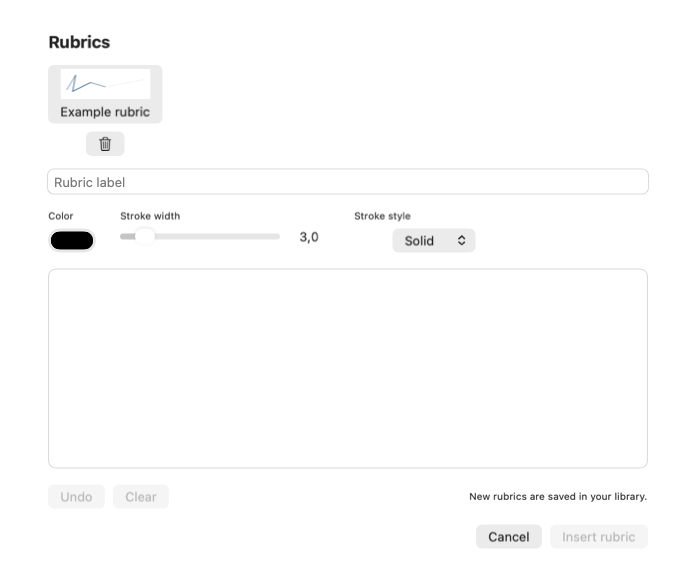 Rubrics
Example rubric
Rubric label
Color Stroke width Stroke style
3,0 Solid
Undo Clear New rubrics are saved in your library.
Cancel Insert rubric